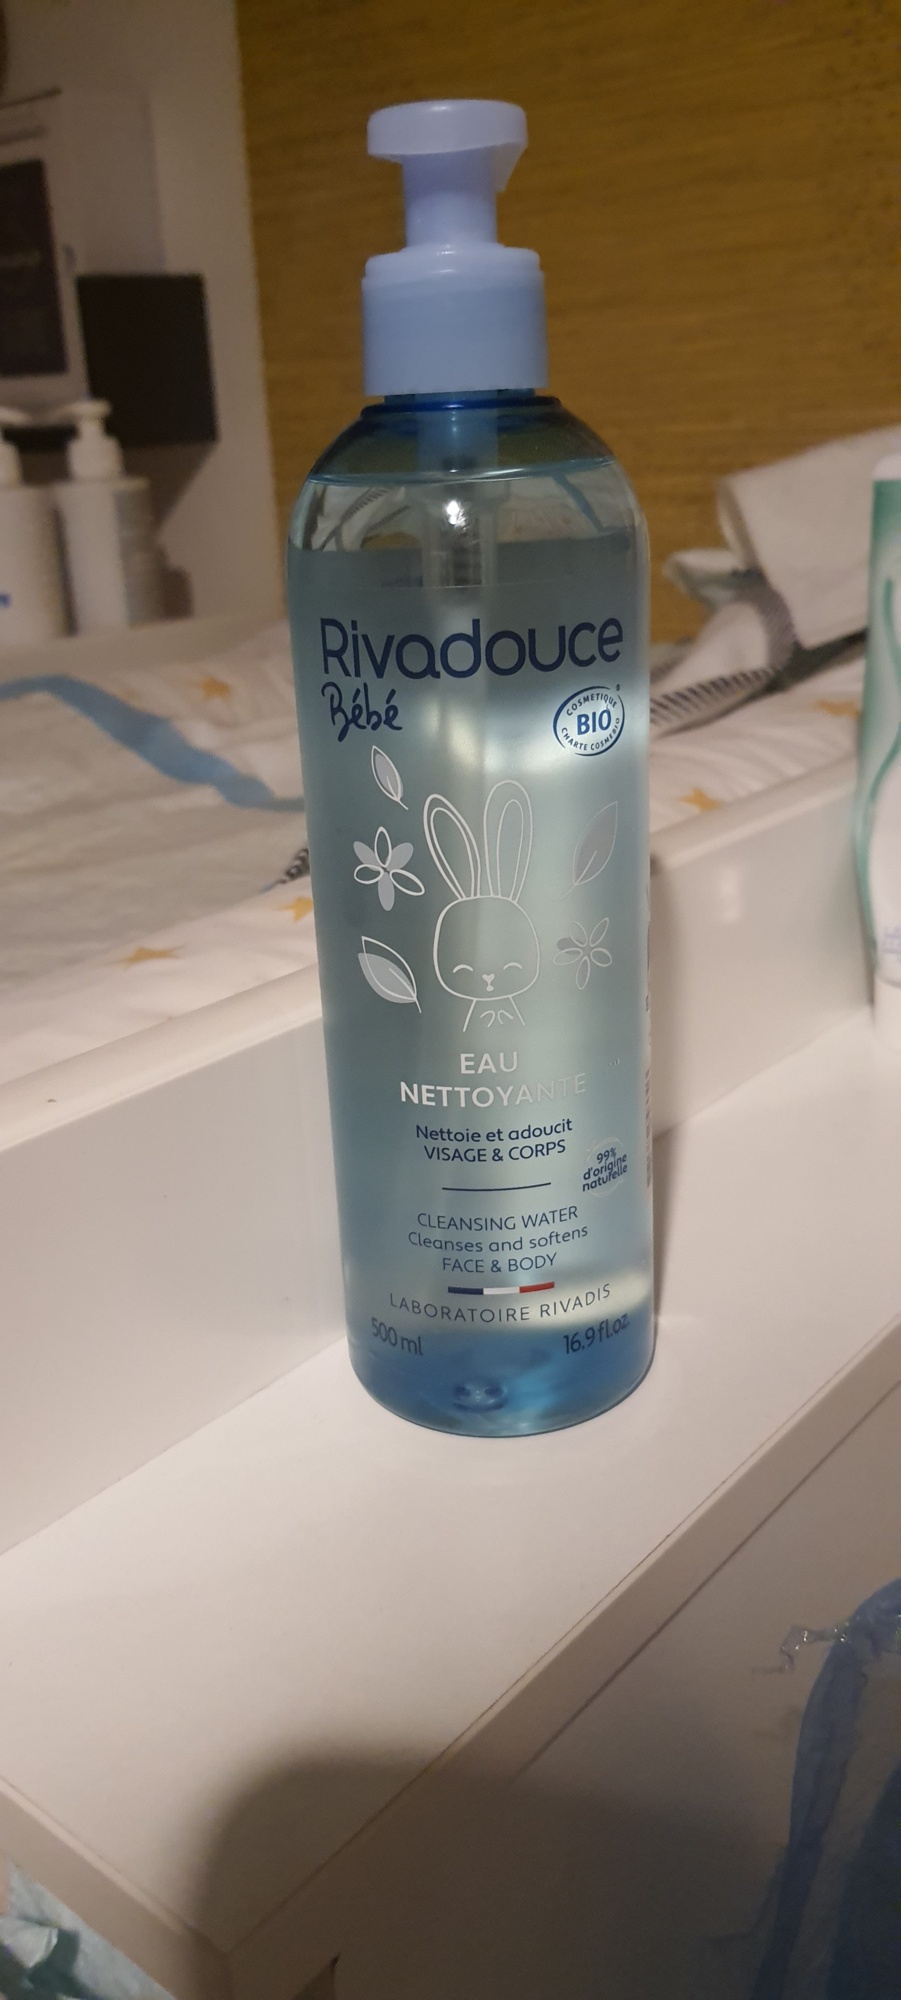 Rivadouce
Bébé
COSMETIQUE
BIO
CHARTE COSMEBIO
EAU
NETTOYANTE
Nettoie et adoucit
VISAGE & CORPS
99%
d'origine
naturelle
CLEANSING WATER
Cleanses and softens
FACE & BODY
LABORATOIRE RIVADIS
500 ml
16.9 fl.oz.